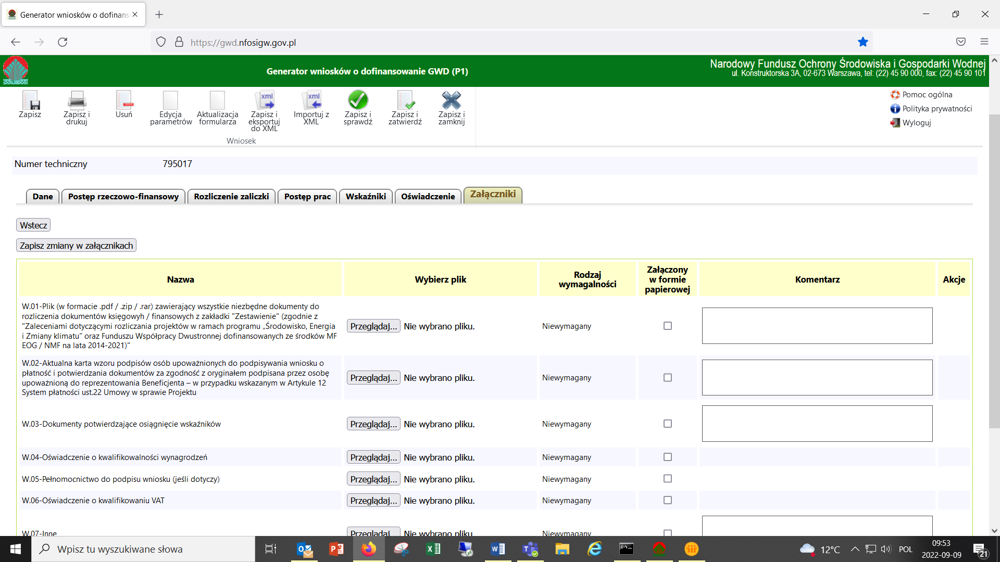 Generator wniosków o dofinans
https://gwd.nfosigw.gov.pl
Generator wniosków o dofinansowanie GWD (P1)
Narodowy Fundusz Ochrony Środowiska i Gospodarki Wodnej
ul. Konstruktorska 3A, 02-673 Warszawa, tel: (22) 45 90 000, fax: (22) 45 90 101
Zapisz
Zapisz i drukuj
Usuń
Edycja parametrów
Aktualizacja formularza
xml
Zapisz i eksportuj do XML
xml
Importuj z XML
Zapisz i sprawdź
Zapisz i zatwierdź
Zapisz i zamknij
Wniosek
Pomoc ogólna
Polityka prywatności
Wyloguj
Numer techniczny 795017
Dane Postęp rzeczowo-finansowy Rozliczenie zaliczki Postęp prac Wskaźniki Oświadczenie Załączniki
Wstecz
Zapisz zmiany w załącznikach
Nazwa Wybierz plik Rodzaj wymagalności Załączony w formie papierowej Komentarz Akcje
W.01-Plik (w formacie .pdf / .zip / .rar) zawierający wszystkie niezbędne dokumenty do
rozliczenia dokumentów księgowyh / finansowych z zakładki "Zestawienie" (zgodnie z
"Zaleceniami dotyczącymi rozliczania projektów w ramach programu „Środowisko, Energia
i Zmiany klimatu” oraz Funduszu Współpracy Dwustronnej dofinansowanych ze środków MF
EOG / NMF na lata 2014-2021)"
Przeglądaj... Nie wybrano pliku. Niewymagany
W.02-Aktualna karta wzoru podpisów osób upoważnionych do podpisywania wniosku o
płatność i potwierdzania dokumentów za zgodność z oryginałem podpisana przez osobę
upoważnioną do reprezentowania Beneficjenta – w przypadku wskazanym w Artykule 12
System płatności ust.22 Umowy w sprawie Projektu
Przeglądaj... Nie wybrano pliku. Niewymagany
W.03-Dokumenty potwierdzające osiągnięcie wskaźników Przeglądaj... Nie wybrano pliku. Niewymagany
W.04-Oświadczenie o kwalifikowalności wynagrodzeń Przeglądaj... Nie wybrano pliku. Niewymagany
W.05-Pełnomocnictwo do podpisu wniosku (jeśli dotyczy) Przeglądaj... Nie wybrano pliku. Niewymagany
W.06-Oświadczenie o kwalifikowaniu VAT Przeglądaj... Nie wybrano pliku. Niewymagany
W.07-Inne Przeglądaj... Nie wybrano pliku. Niewymagany
Wpisz tu wyszukiwane słowa
12°C
POL
09:53
2022-09-09
21